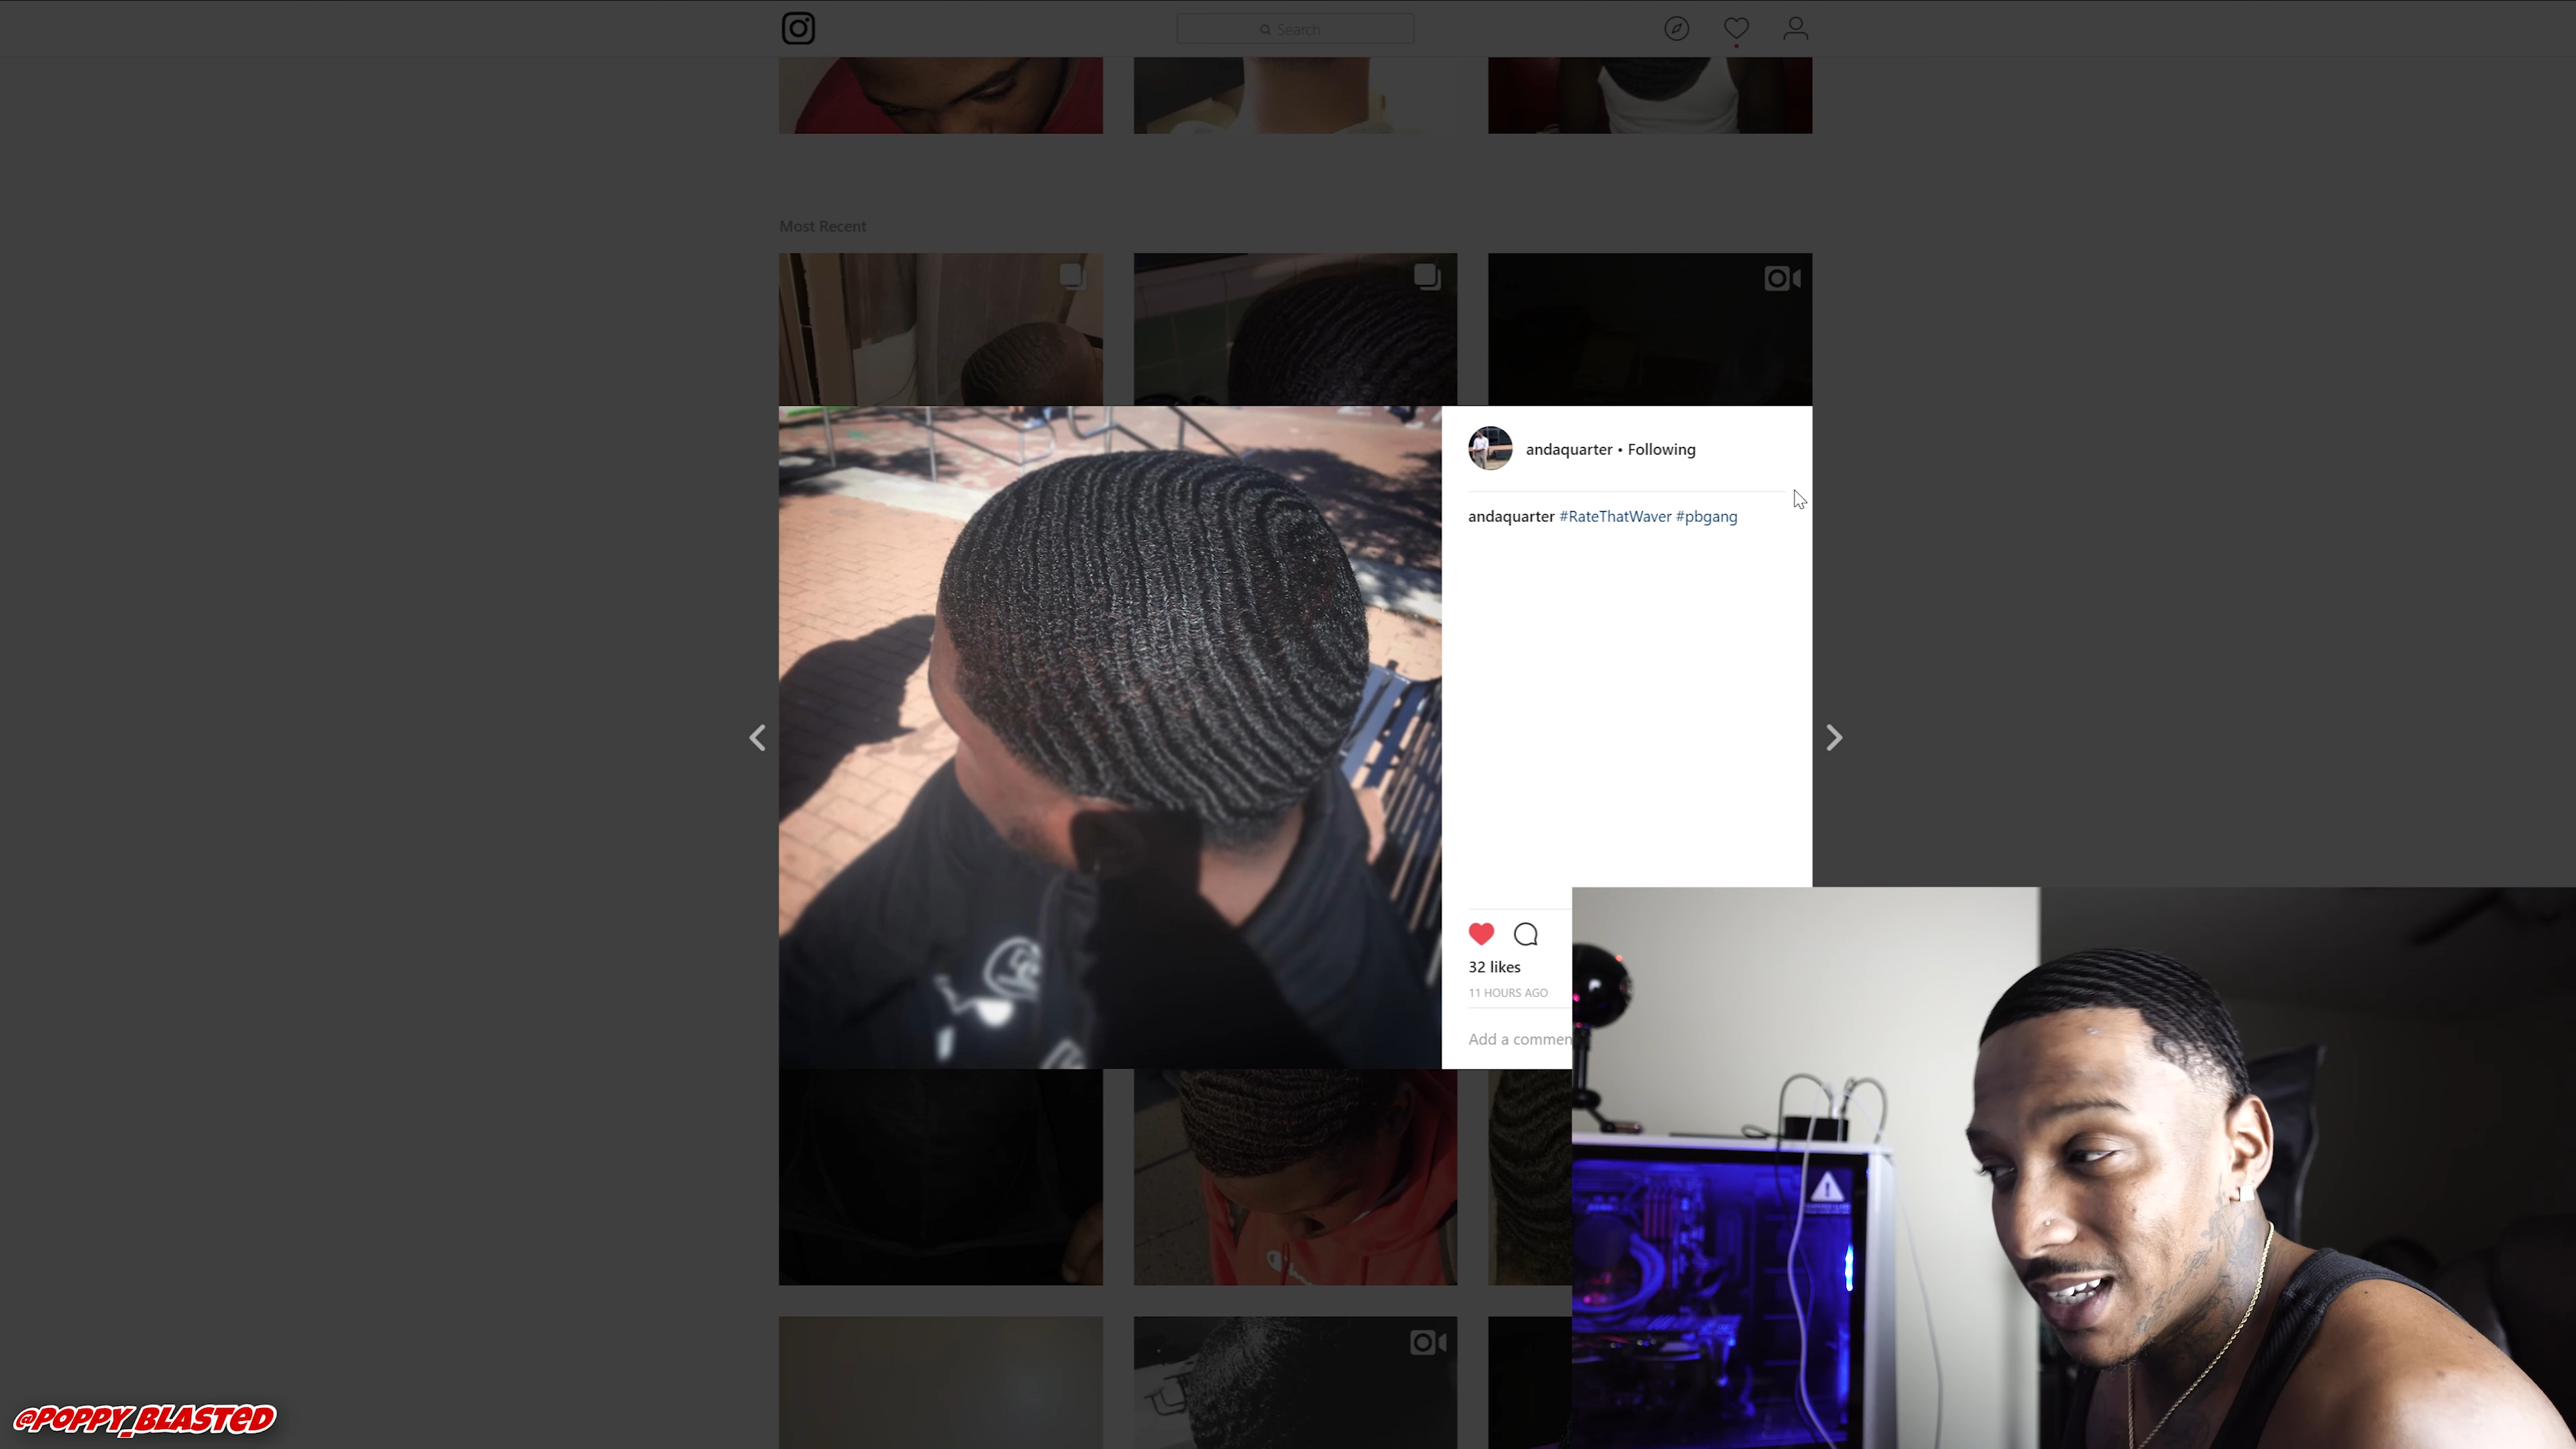 Search
Most Recent
andaquarter • Following
andaquarter #RateThatWaver #pbgang
32 likes
11 HOURS AGO
Add a commen
@POPPY_BLASTED